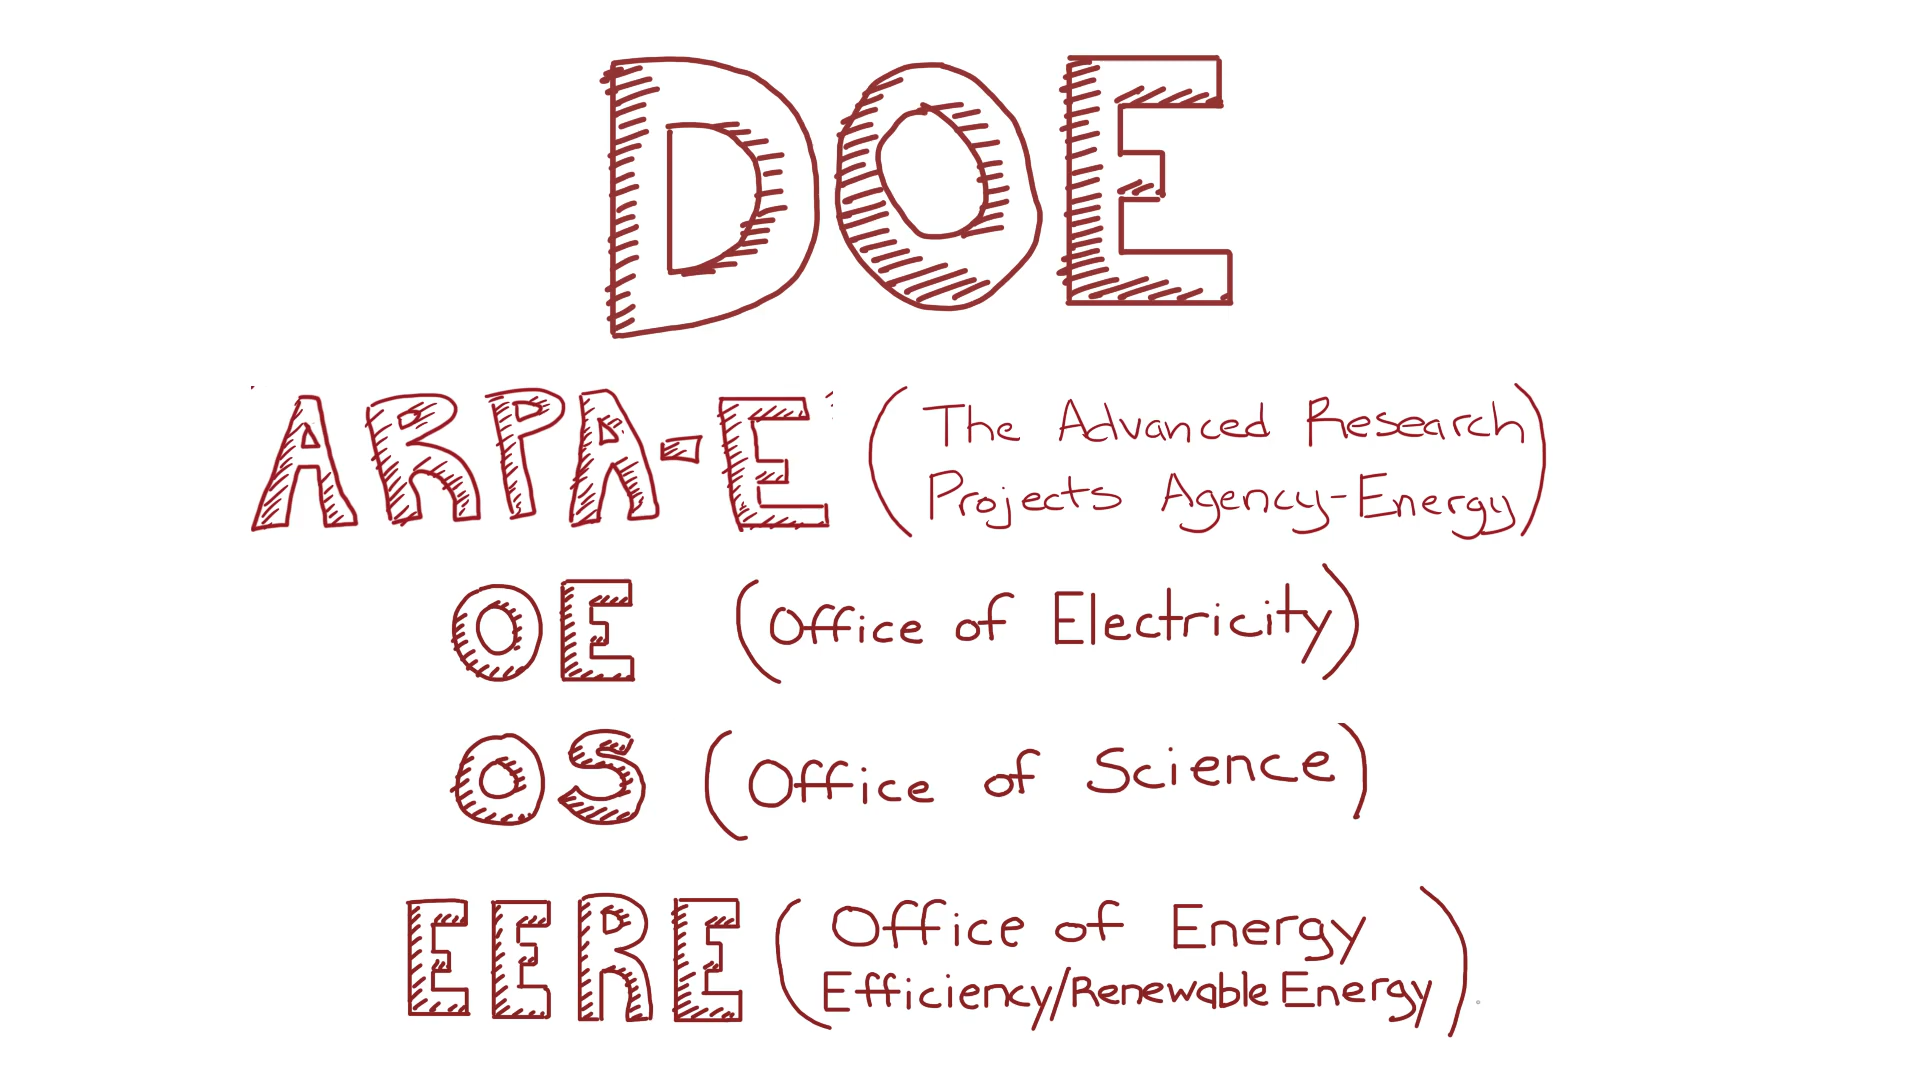 DOE
ARPA-E (The Advanced Research
Projects Agency-Energy)
OE (Office of Electricity)
OS (Office of Science)
EERE (Office of Energy
Efficiency/Renewable Energy)